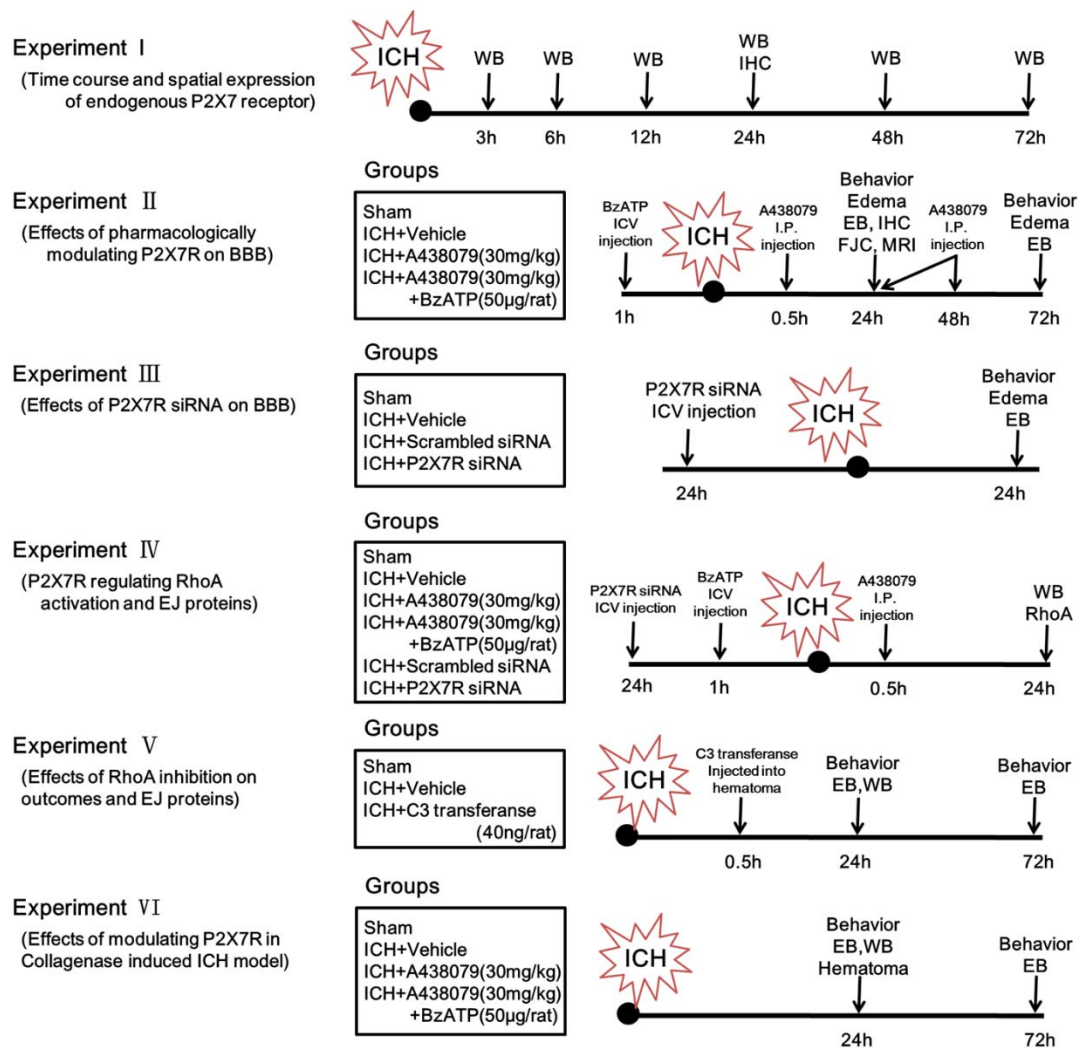 Experiment Ⅰ
(Time course and spatial expression
of endogenous P2X7 receptor)
ICH
WB
WB
WB
WB
IHC
WB
WB
3h
6h
12h
24h
48h
72h
Experiment Ⅱ
(Effects of pharmacologically
modulating P2X7R on BBB)
Groups
Sham
ICH+Vehicle
ICH+A438079(30mg/kg)
ICH+A438079(30mg/kg)
+BzATP(50μg/rat)
BzATP
ICV
injection
ICH
A438079
I.P.
injection
Behavior
Edema
EB, IHC
FJC, MRI
A438079
I.P.
injection
Behavior
Edema
EB
1h
0.5h
24h
48h
72h
Experiment Ⅲ
(Effects of P2X7R siRNA on BBB)
Groups
Sham
ICH+Vehicle
ICH+Scrambled siRNA
ICH+P2X7R siRNA
P2X7R siRNA
ICV injection
ICH
Behavior
Edema
EB
24h
24h
Experiment Ⅳ
(P2X7R regulating RhoA
activation and EJ proteins)
Groups
Sham
ICH+Vehicle
ICH+A438079(30mg/kg)
ICH+A438079(30mg/kg)
+BzATP(50μg/rat)
ICH+Scrambled siRNA
ICH+P2X7R siRNA
P2X7R siRNA
ICV injection
BzATP
ICV
injection
ICH
A438079
I.P.
injection
WB
RhoA
24h
1h
0.5h
24h
Experiment Ⅴ
(Effects of RhoA inhibition on
outcomes and EJ proteins)
Groups
Sham
ICH+Vehicle
ICH+C3 transferanse
(40ng/rat)
ICH
C3 transferanse
Injected into
hematoma
Behavior
EB,WB
Behavior
EB
0.5h
24h
72h
Experiment Ⅵ
(Effects of modulating P2X7R in
Collagenase induced ICH model)
Groups
Sham
ICH+Vehicle
ICH+A438079(30mg/kg)
ICH+A438079(30mg/kg)
+BzATP(50μg/rat)
ICH
Behavior
EB,WB
Hematoma
Behavior
EB
24h
72h